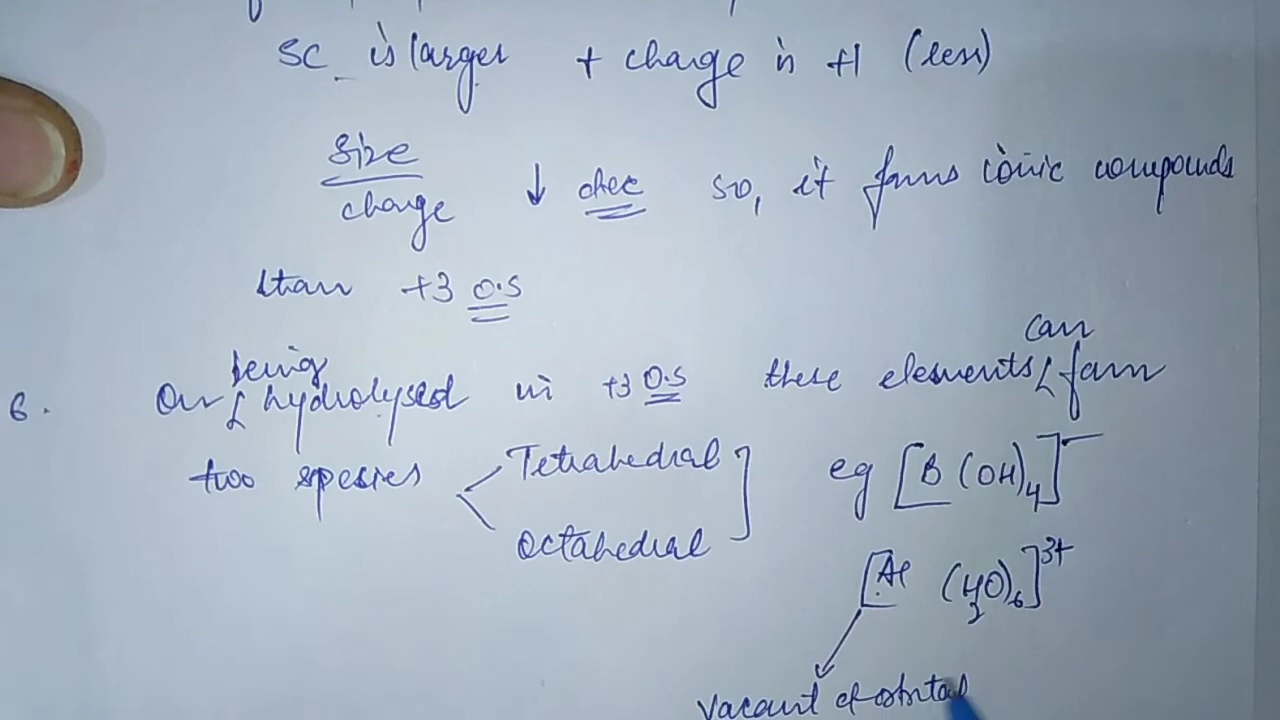 SC is larger + charge is +1 (less)
Size
charge
↓ dec so, it forms ionic compounds
than +3 O.S
can
being
6. On hydrolysed in +3 O.S these elements form
two species Tetrahedral eg [B(OH)4]⁻
Octahedral
[Al (H2O)6]3+
Vacant d-orbital